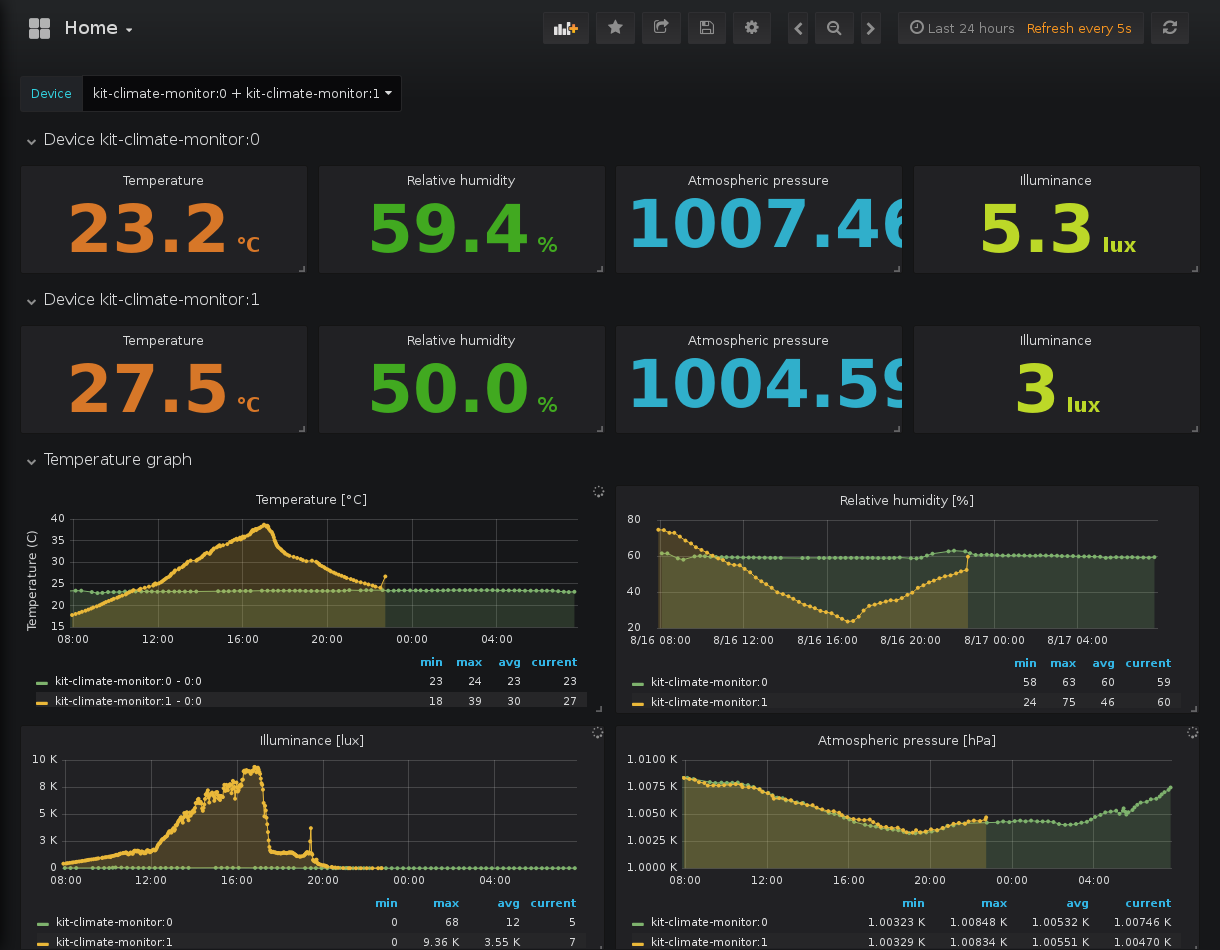 Home
Last 24 hours Refresh every 5s
Device kit-climate-monitor:0 + kit-climate-monitor:1
Device kit-climate-monitor:0
Temperature Relative humidity Atmospheric pressure Illuminance
23.2 °C 59.4 % 1007.46 5.3 lux
Device kit-climate-monitor:1
Temperature Relative humidity Atmospheric pressure Illuminance
27.5 °C 50.0 % 1004.59 3 lux
Temperature graph
Temperature [°C]
Temperature (C)
40
35
30
25
20
15
08:00 12:00 16:00 20:00 00:00 04:00
min max avg current
kit-climate-monitor:0 - 0:0 23 24 23 23
kit-climate-monitor:1 - 0:0 18 39 30 27
Relative humidity [%]
80
60
40
20
8/16 08:00 8/16 12:00 8/16 16:00 8/16 20:00 8/17 00:00 8/17 04:00
min max avg current
kit-climate-monitor:0 58 63 60 59
kit-climate-monitor:1 24 75 46 60
Illuminance [lux]
10 K
8 K
5 K
3 K
0
08:00 12:00 16:00 20:00 00:00 04:00
min max avg current
kit-climate-monitor:0 0 68 12 5
kit-climate-monitor:1 0 9.36 K 3.55 K 7
Atmospheric pressure [hPa]
1.0100 K
1.0075 K
1.0050 K
1.0025 K
1.0000 K
08:00 12:00 16:00 20:00 00:00 04:00
min max avg current
kit-climate-monitor:0 1.00323 K 1.00848 K 1.00532 K 1.00746 K
kit-climate-monitor:1 1.00329 K 1.00834 K 1.00551 K 1.00470 K